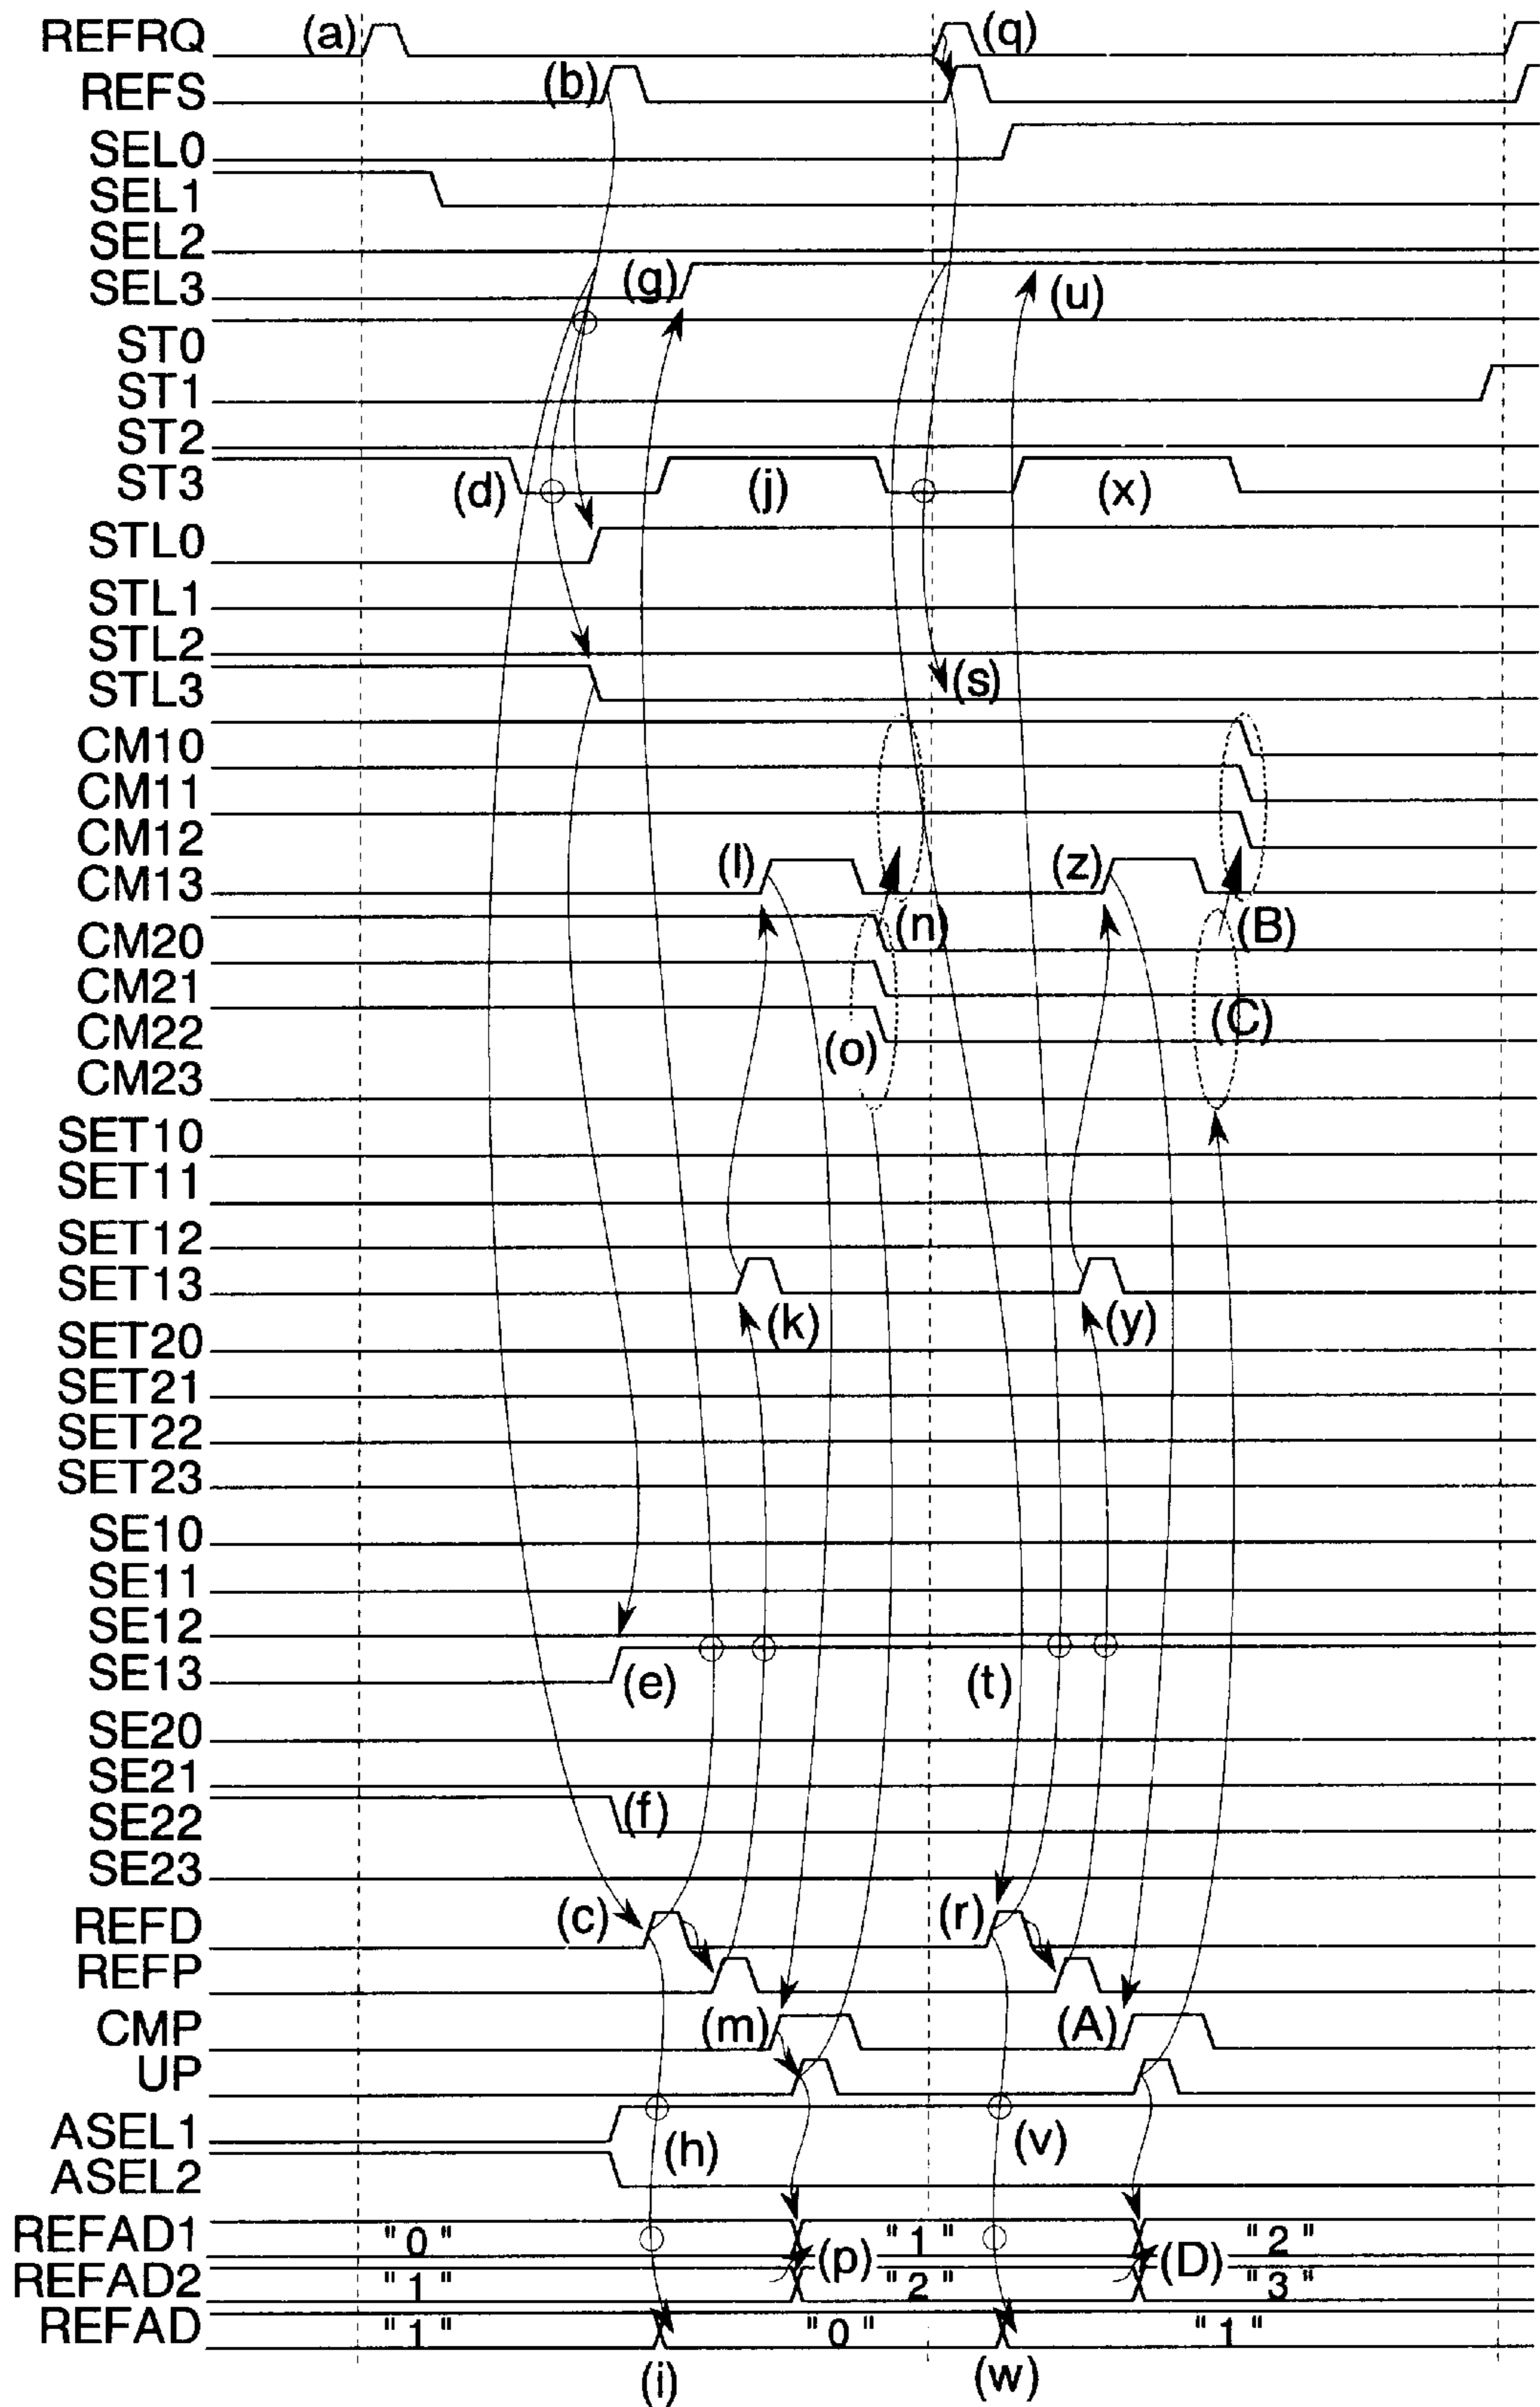 REFRQ (a) (q)
REFS (b)
SEL0
SEL1
SEL2
SEL3 (g) (u)
ST0
ST1
ST2
ST3 (d) (j) (x)
STL0
STL1
STL2
STL3 (s)
CM10
CM11
CM12
CM13 (l) (z)
CM20 (n) (B)
CM21
CM22 (o) (C)
CM23
SET10
SET11
SET12
SET13 (k) (y)
SET20
SET21
SET22
SET23
SE10
SE11
SE12
SE13 (e) (t)
SE20
SE21
SE22 (f)
SE23
REFD (c) (r)
REFP
CMP (m) (A)
UP
ASEL1 (h) (v)
ASEL2
REFAD1 "0" (p) "1" (D) "2"
REFAD2 "1" "2" "3"
REFAD "1" "0" "1"
(i) (w)